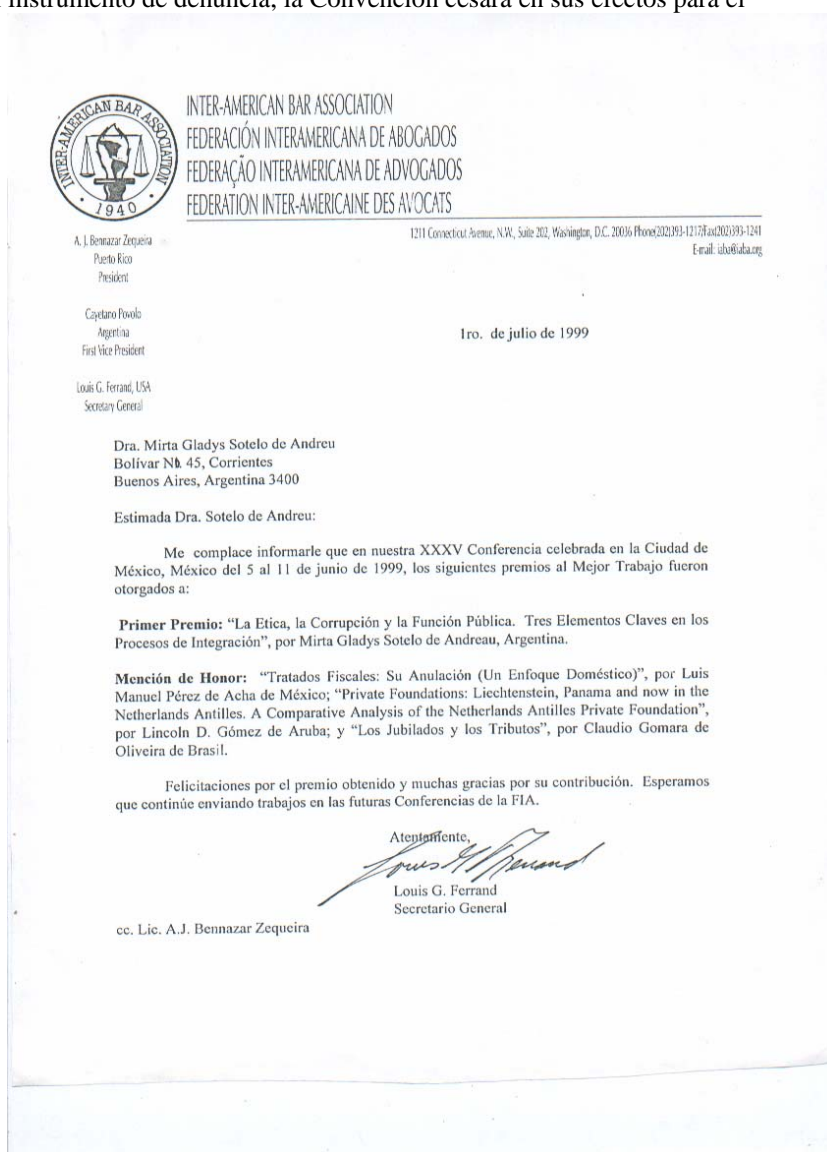 instrumento de denuncia, la Convención cesará en sus efectos para el
INTER-AMERICAN BAR ASSOCIATION
1940
INTER-AMERICAN BAR ASSOCIATION
FEDERACIÓN INTERAMERICANA DE ABOGADOS
FEDERAÇÃO INTERAMERICANA DE ADVOGADOS
FEDERATION INTER-AMERICAINE DES AVOCATS
1211 Connecticut Avenue, N.W., Suite 202, Washington, D.C. 20036 Phone(202)393-1217/Fax(202)393-1241
E-mail: iaba@iaba.org
A. J. Bennazar Zequeira
Puerto Rico
President
Cayetano Povolo
Argentina
First Vice President
Louis G. Ferrand, USA
Secretary General
1ro. de julio de 1999
Dra. Mirta Gladys Sotelo de Andreu
Bolívar Nb. 45, Corrientes
Buenos Aires, Argentina 3400
Estimada Dra. Sotelo de Andreu:
Me complace informarle que en nuestra XXXV Conferencia celebrada en la Ciudad de
México, México del 5 al 11 de junio de 1999, los siguientes premios al Mejor Trabajo fueron
otorgados a:
Primer Premio: “La Etica, la Corrupción y la Función Pública. Tres Elementos Claves en los
Procesos de Integración”, por Mirta Gladys Sotelo de Andreau, Argentina.
Mención de Honor: “Tratados Fiscales: Su Anulación (Un Enfoque Doméstico)”, por Luis
Manuel Pérez de Acha de México; “Private Foundations: Liechtenstein, Panama and now in the
Netherlands Antilles. A Comparative Analysis of the Netherlands Antilles Private Foundation”,
por Lincoln D. Gómez de Aruba; y “Los Jubilados y los Tributos”, por Claudio Gomara de
Oliveira de Brasil.
Felicitaciones por el premio obtenido y muchas gracias por su contribución. Esperamos
que continúe enviando trabajos en las futuras Conferencias de la FIA.
Atentamente,
Louis G. Ferrand
Louis G. Ferrand
Secretario General
cc. Lic. A.J. Bennazar Zequeira